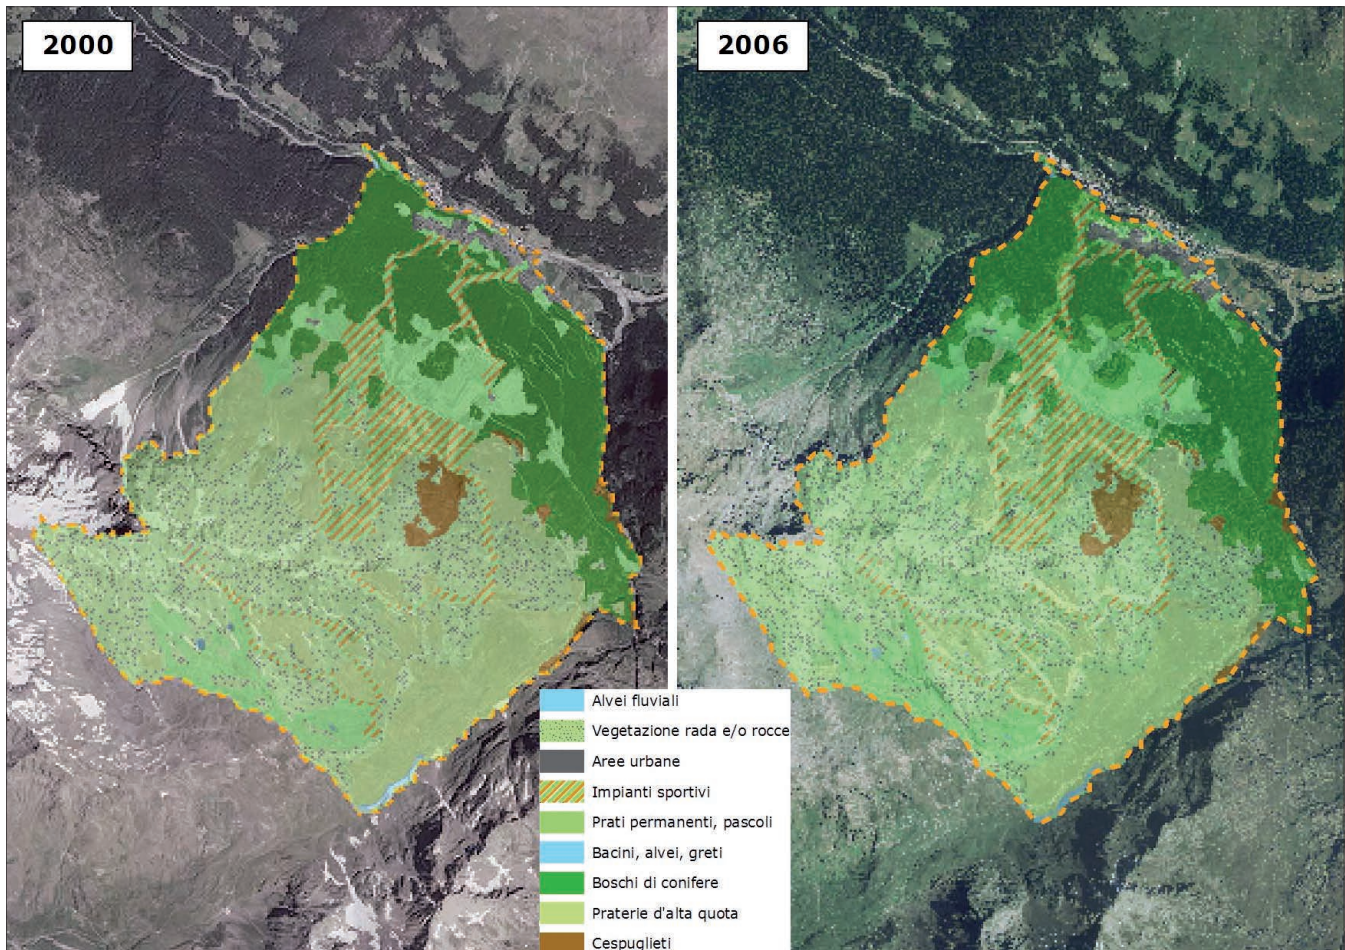 2000
2006
Alvei fluviali
Vegetazione rada e/o rocce
Aree urbane
Impianti sportivi
Prati permanenti, pascoli
Bacini, alvei, greti
Boschi di conifere
Praterie d'alta quota
Cespuglieti